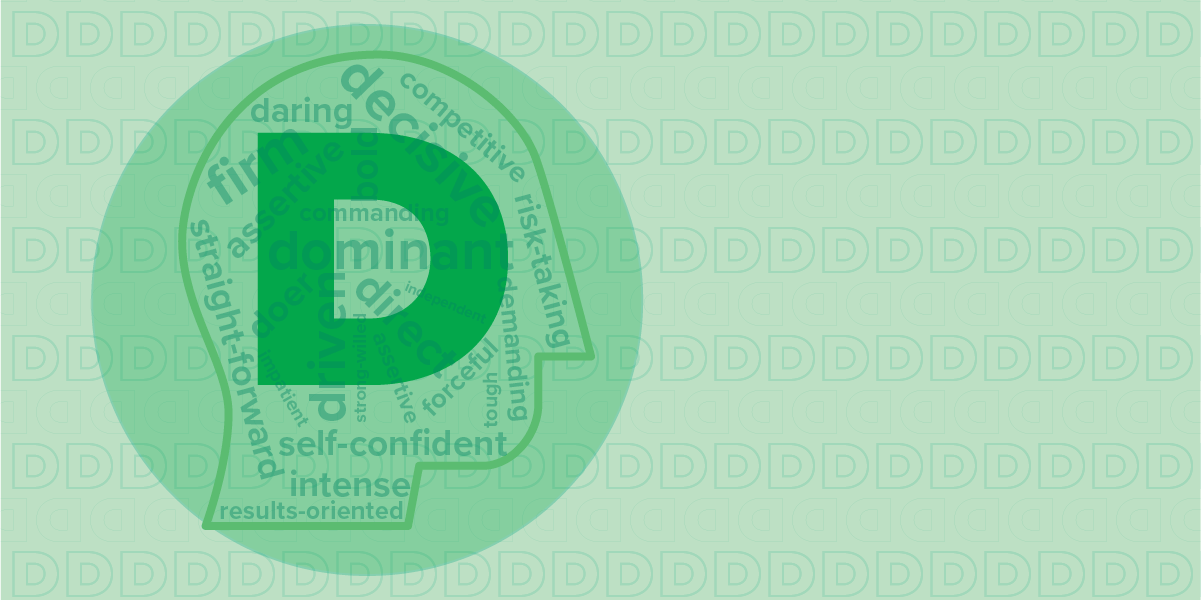 daring
decisive
competitive
firm
assertive
bold
commanding
dominant
risk-taking
straight-forward
doer
driven
direct
independent
demanding
impatient
strong-willed
assertive
forceful
tough
self-confident
intense
results-oriented
D